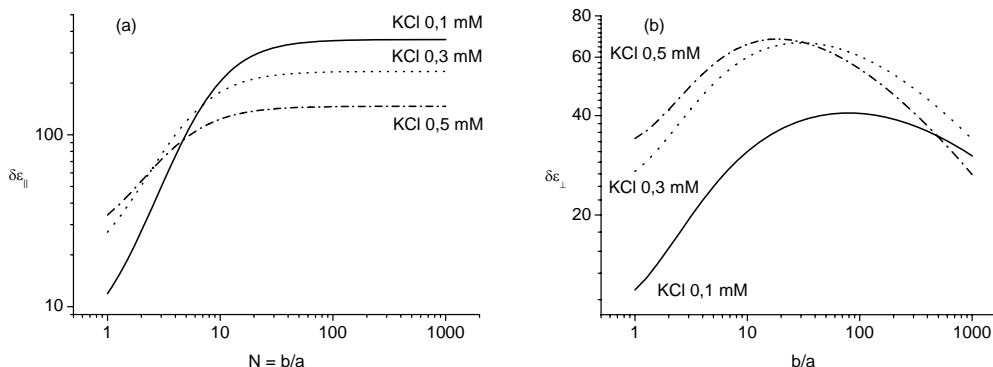 (a)
KCl 0,1 mM
KCl 0,3 mM
KCl 0,5 mM
100
10
δε||
1 10 100 1000
N = b/a
(b)
80
60
40
20
δε⊥
KCl 0,5 mM
KCl 0,3 mM
KCl 0,1 mM
1 10 100 1000
b/a